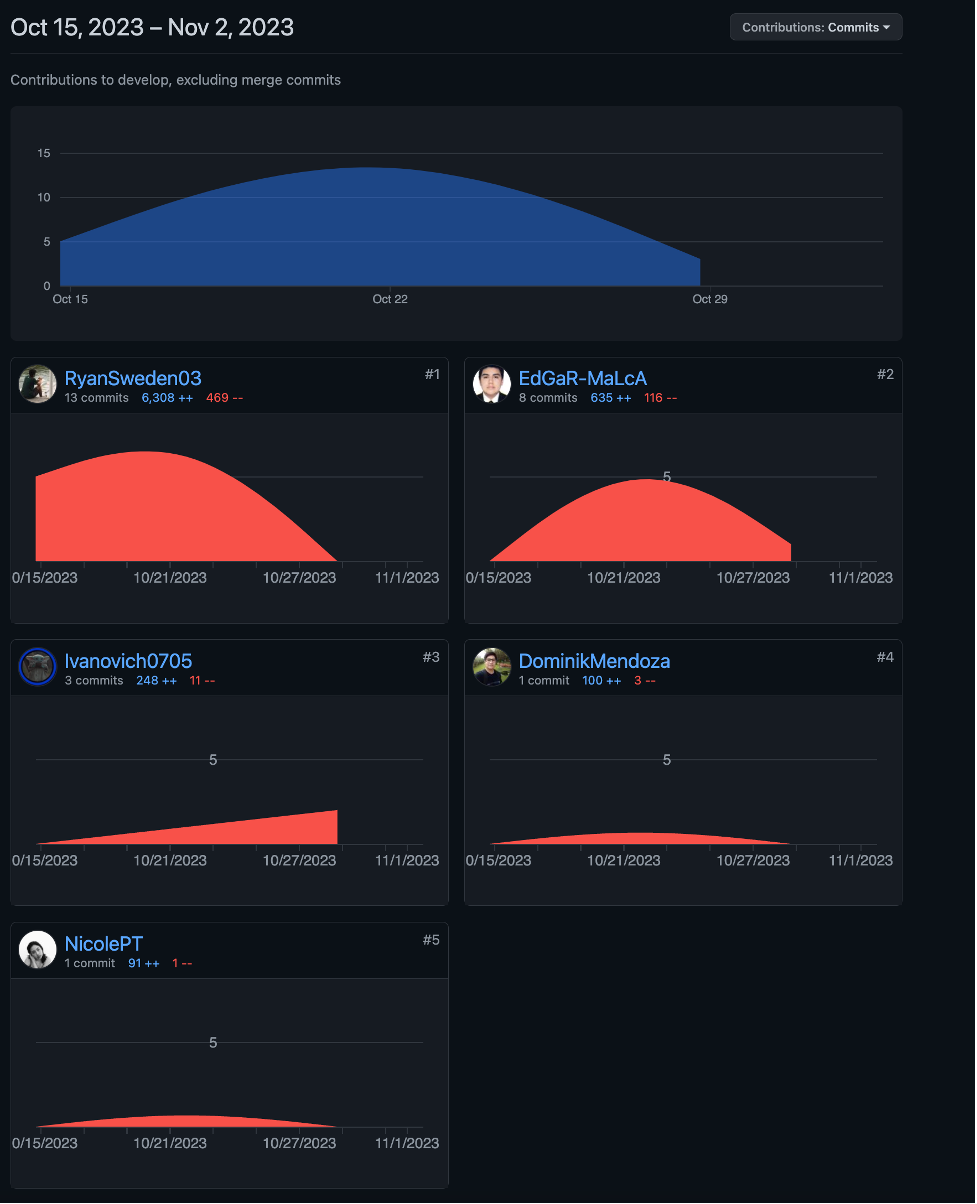 Oct 15, 2023 – Nov 2, 2023
Contributions: Commits
Contributions to develop, excluding merge commits
15
10
5
0
Oct 15 Oct 22 Oct 29
RyanSweden03 #1
13 commits 6,308 ++ 469 --
0/15/2023 10/21/2023 10/27/2023 11/1/2023
EdGaR-MaLcA #2
8 commits 635 ++ 116 --
5
0/15/2023 10/21/2023 10/27/2023 11/1/2023
Ivanovich0705 #3
3 commits 248 ++ 11 --
5
0/15/2023 10/21/2023 10/27/2023 11/1/2023
DominikMendoza #4
1 commit 100 ++ 3 --
5
0/15/2023 10/21/2023 10/27/2023 11/1/2023
NicolePT #5
1 commit 91 ++ 1 --
5
0/15/2023 10/21/2023 10/27/2023 11/1/2023